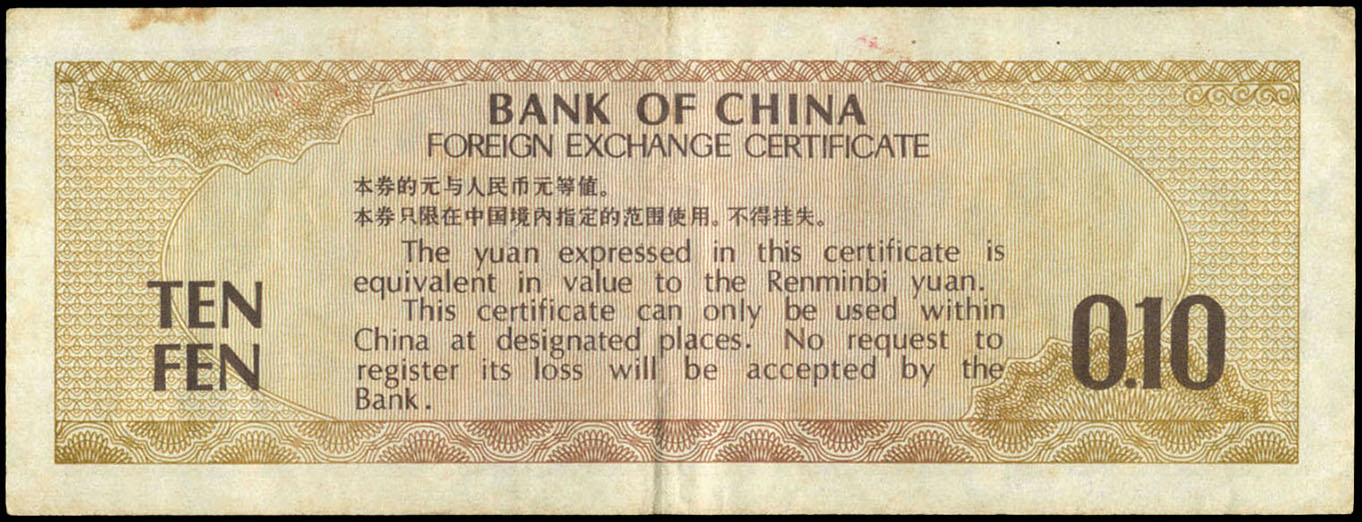 BANK OF CHINA
FOREIGN EXCHANGE CERTIFICATE
本券的元与人民币元等值。
本券只限在中国境内指定的范围使用。不得挂失。
The yuan expressed in this certificate is
equivalent in value to the Renminbi yuan.
This certificate can only be used within
China at designated places. No request to
register its loss will be accepted by the
Bank.
TEN
FEN
0.10